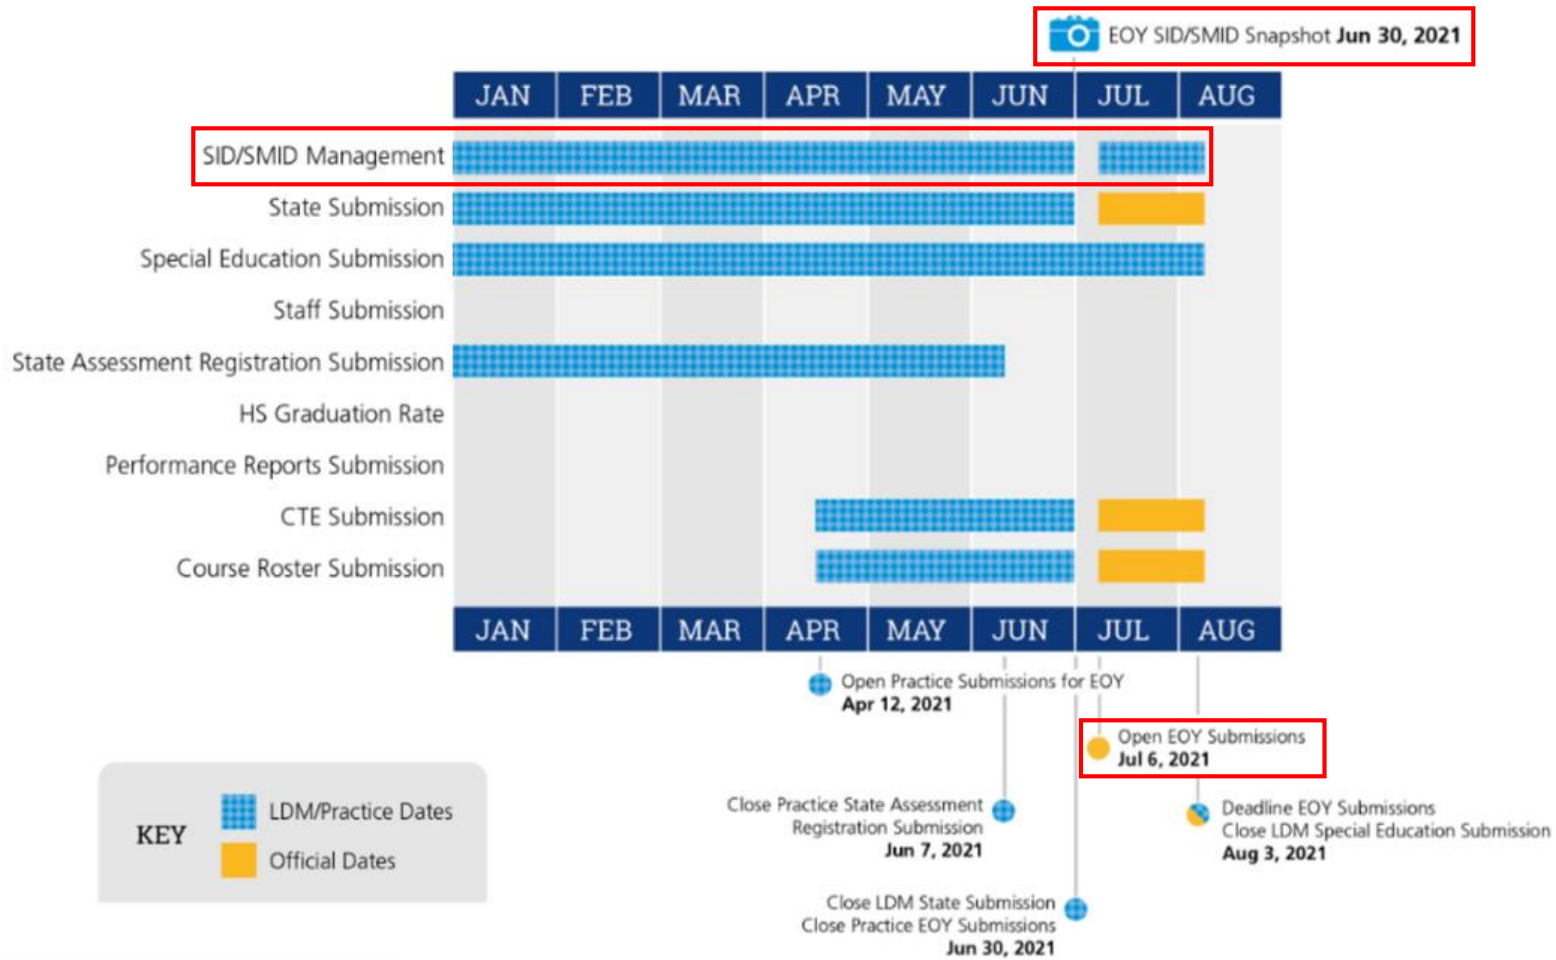 EOY SID/SMID Snapshot Jun 30, 2021
JAN FEB MAR APR MAY JUN JUL AUG
SID/SMID Management
State Submission
Special Education Submission
Staff Submission
State Assessment Registration Submission
HS Graduation Rate
Performance Reports Submission
CTE Submission
Course Roster Submission
JAN FEB MAR APR MAY JUN JUL AUG
Open Practice Submissions for EOY
Apr 12, 2021
Open EOY Submissions
Jul 6, 2021
Close Practice State Assessment
Registration Submission
Jun 7, 2021
Deadline EOY Submissions
Close LDM Special Education Submission
Aug 3, 2021
Close LDM State Submission
Close Practice EOY Submissions
Jun 30, 2021
KEY
LDM/Practice Dates
Official Dates